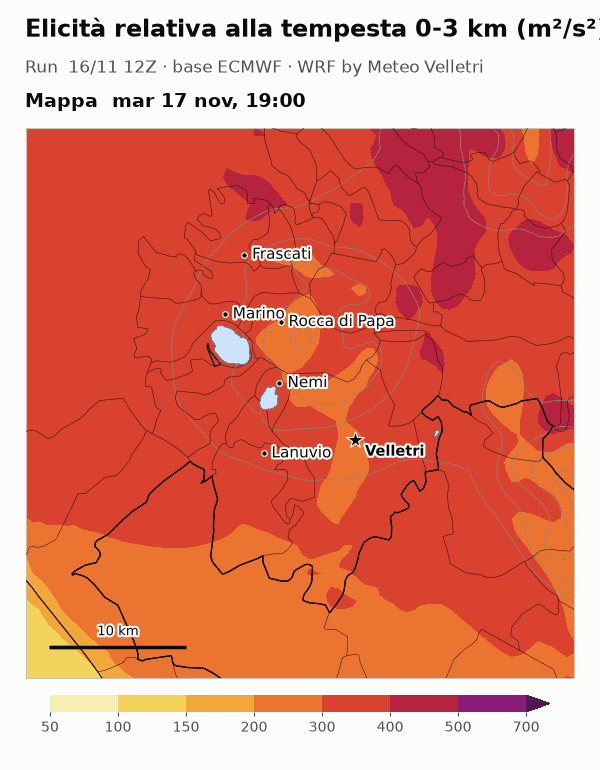 Elicità relativa alla tempesta 0-3 km (m²/s²)
Run 16/11 12Z · base ECMWF · WRF by Meteo Velletri
Mappa mar 17 nov, 19:00
Frascati
Marino
Rocca di Papa
Nemi
Velletri
Lanuvio
10 km
50 100 150 200 300 400 500 700